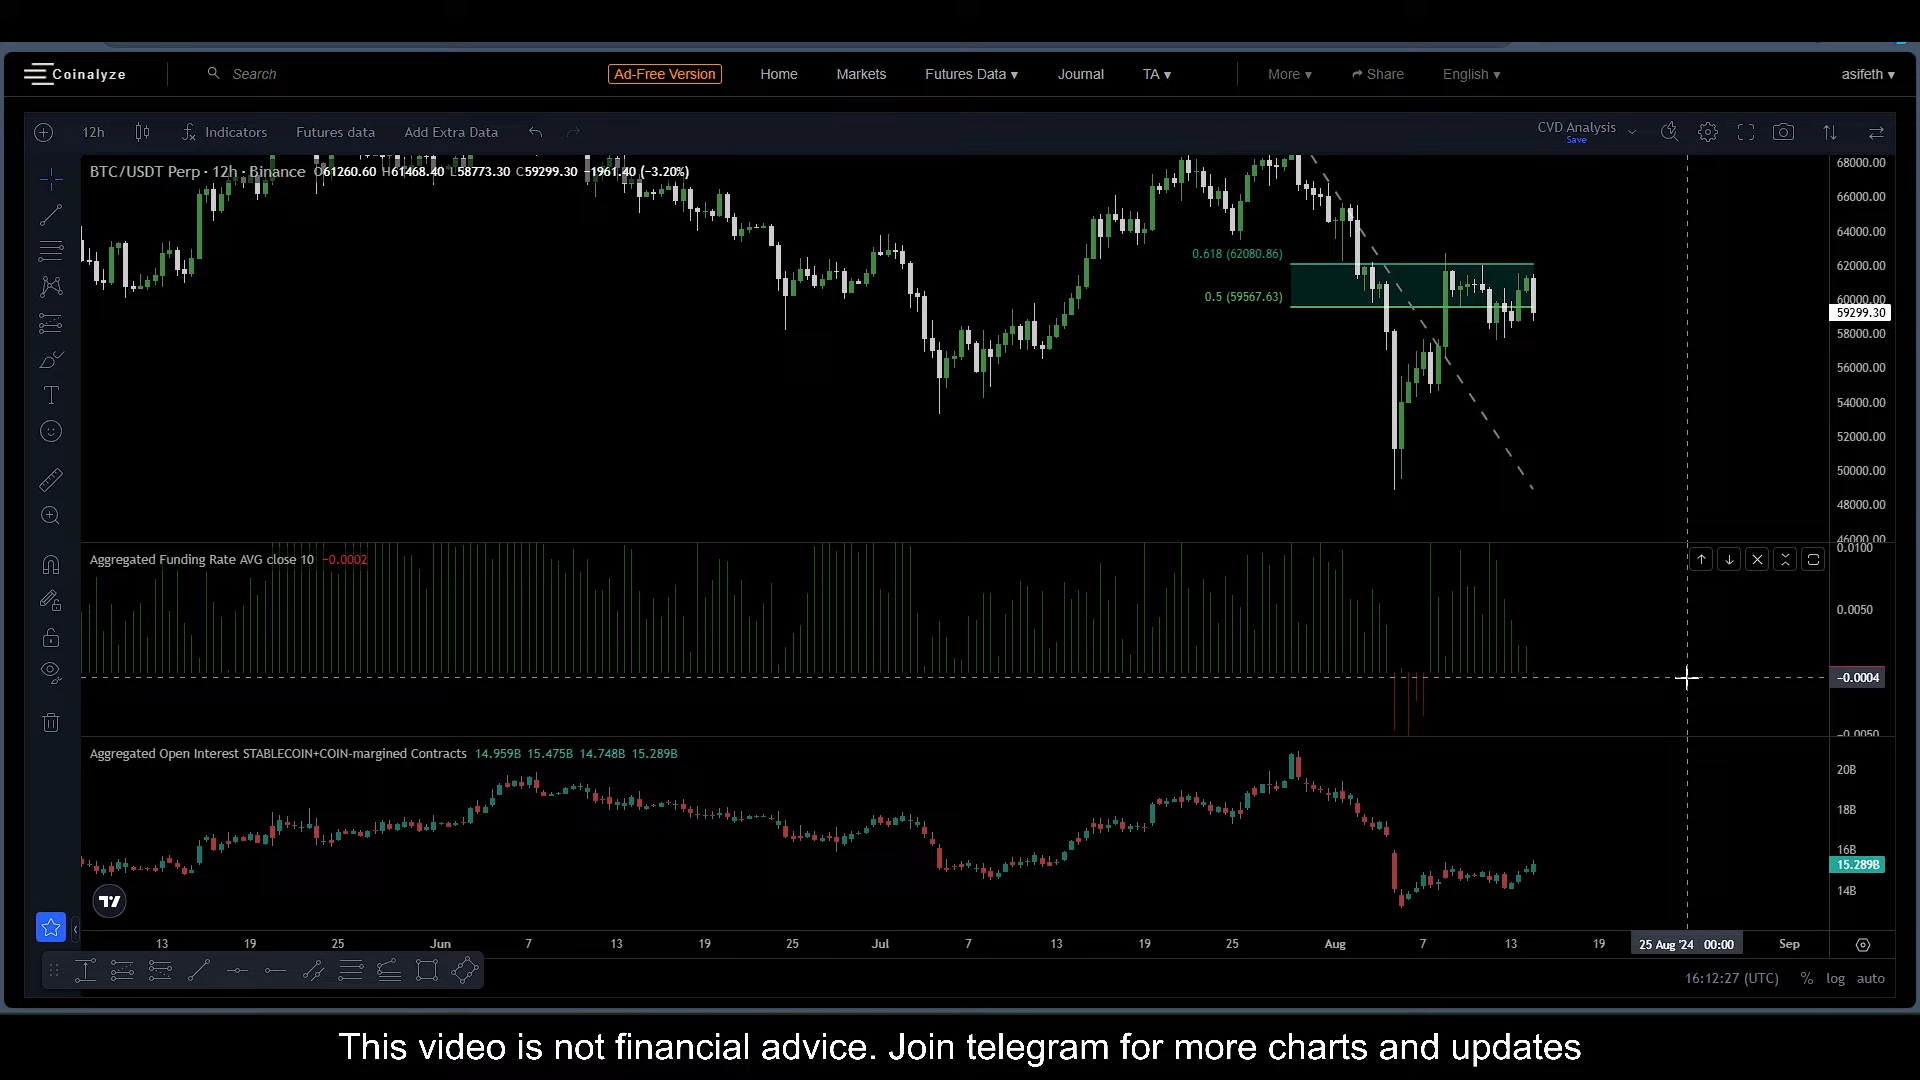 Coinalyze
Search
Ad-Free Version
Home
Markets
Futures Data ▾
Journal
TA ▾
More ▾
Share
English ▾
asifeth ▾
12h
Indicators
Futures data
Add Extra Data
CVD Analysis
Save
BTC/USDT Perp · 12h · Binance O61260.60 H61468.40 L58773.30 C59299.30 −1961.40 (−3.20%)
0.618 (62080.86)
0.5 (59567.63)
68000.00
66000.00
64000.00
62000.00
60000.00
59299.30
58000.00
56000.00
54000.00
52000.00
50000.00
48000.00
46000.00
Aggregated Funding Rate AVG close 10 −0.0002
0.0100
0.0050
−0.0004
−0.0050
Aggregated Open Interest STABLECOIN+COIN-margined Contracts 14.959B 15.475B 14.748B 15.289B
20B
18B
16B
15.289B
14B
13 19 25 Jun 7 13 19 25 Jul 7 13 19 25 Aug 7 13 19 25 Aug '24 00:00 Sep
16:12:27 (UTC) % log auto
This video is not financial advice. Join telegram for more charts and updates